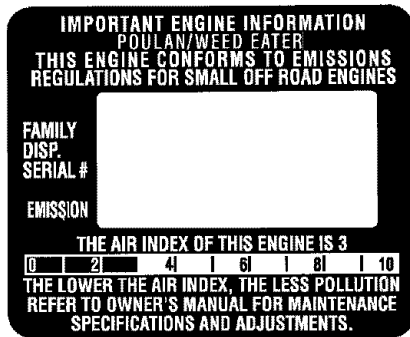 IMPORTANT ENGINE INFORMATION
POULAN/WEED EATER
THIS ENGINE CONFORMS TO EMISSIONS
REGULATIONS FOR SMALL OFF ROAD ENGINES
FAMILY
DISP.
SERIAL #
EMISSION
THE AIR INDEX OF THIS ENGINE IS 3
0 2 4 6 8 10
THE LOWER THE AIR INDEX, THE LESS POLLUTION
REFER TO OWNER'S MANUAL FOR MAINTENANCE
SPECIFICATIONS AND ADJUSTMENTS.